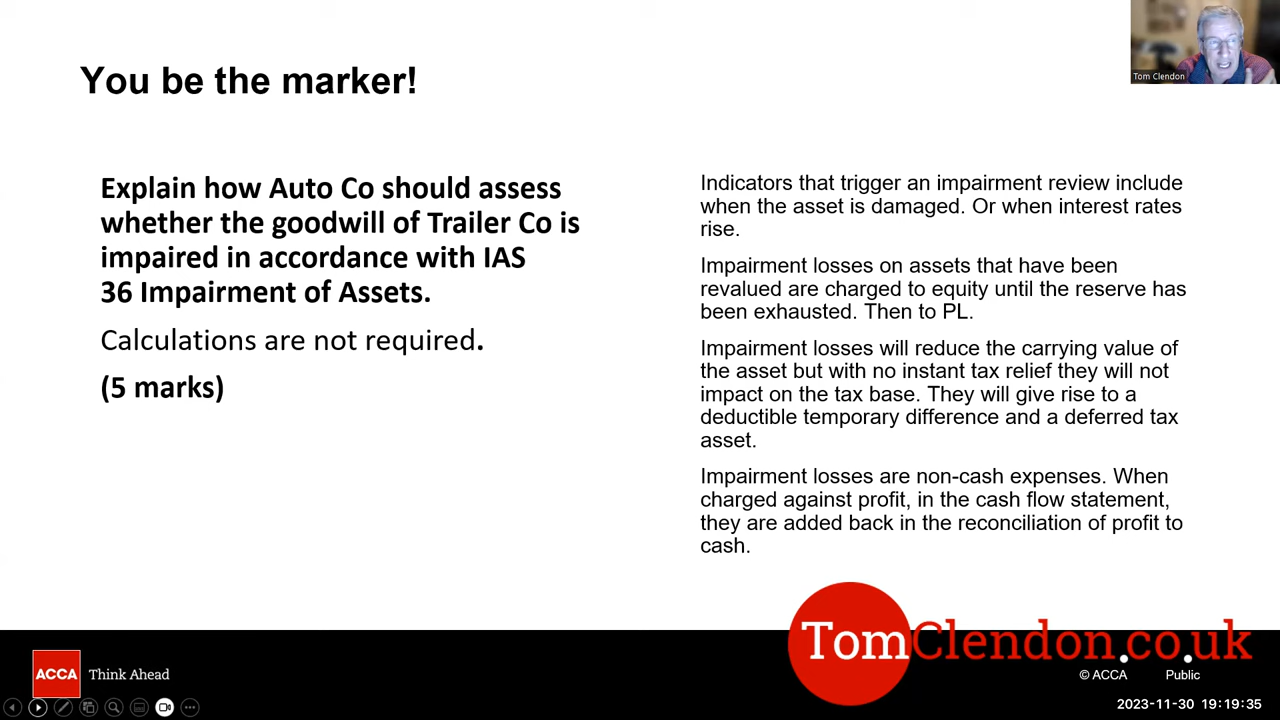 You be the marker!
Tom Clendon
Explain how Auto Co should assess
whether the goodwill of Trailer Co is
impaired in accordance with IAS
36 Impairment of Assets.
Calculations are not required.
(5 marks)
Indicators that trigger an impairment review include
when the asset is damaged. Or when interest rates
rise.
Impairment losses on assets that have been
revalued are charged to equity until the reserve has
been exhausted. Then to PL.
Impairment losses will reduce the carrying value of
the asset but with no instant tax relief they will not
impact on the tax base. They will give rise to a
deductible temporary difference and a deferred tax
asset.
Impairment losses are non-cash expenses. When
charged against profit, in the cash flow statement,
they are added back in the reconciliation of profit to
cash.
TomClendon.co.uk
ACCA Think Ahead
© ACCA Public
2023-11-30 19:19:35